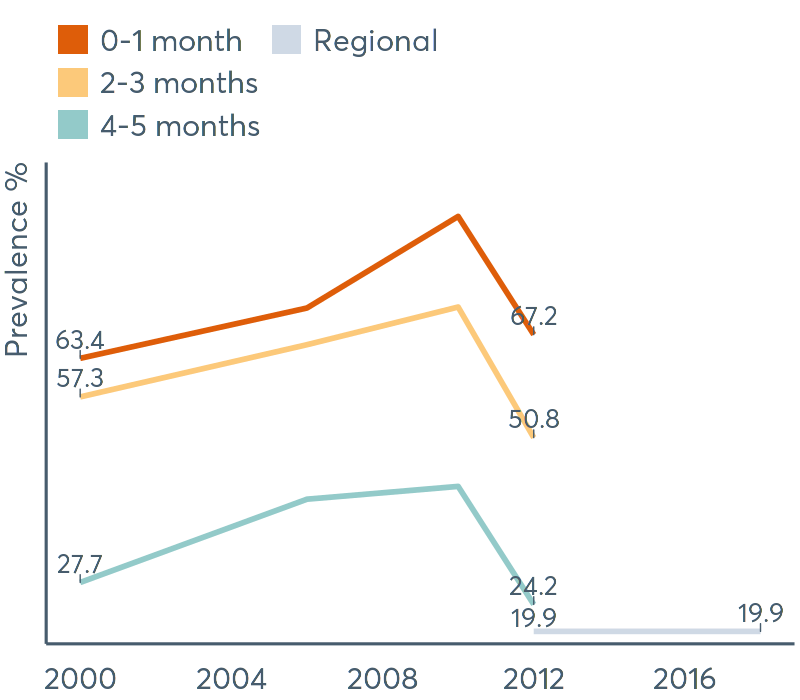 0-1 month Regional
2-3 months
4-5 months
Prevalence %
63.4
57.3
27.7
67.2
50.8
24.2
19.9
19.9
2000 2004 2008 2012 2016